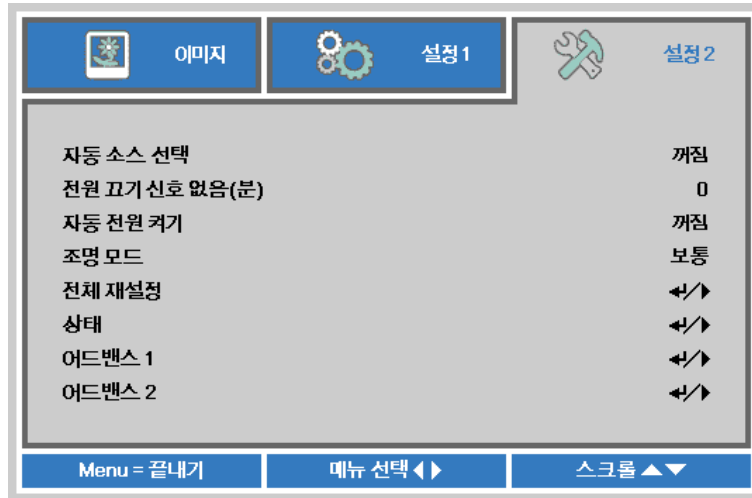 이미지 설정 1 설정 2
자동 소스 선택 꺼짐
전원 끄기 신호 없음(분) 0
자동 전원 켜기 꺼짐
조명 모드 보통
전체 재설정 ↵/▶
상태 ↵/▶
어드밴스 1 ↵/▶
어드밴스 2 ↵/▶
Menu = 끝내기 메뉴 선택 ◀ ▶ 스크롤 ▲▼